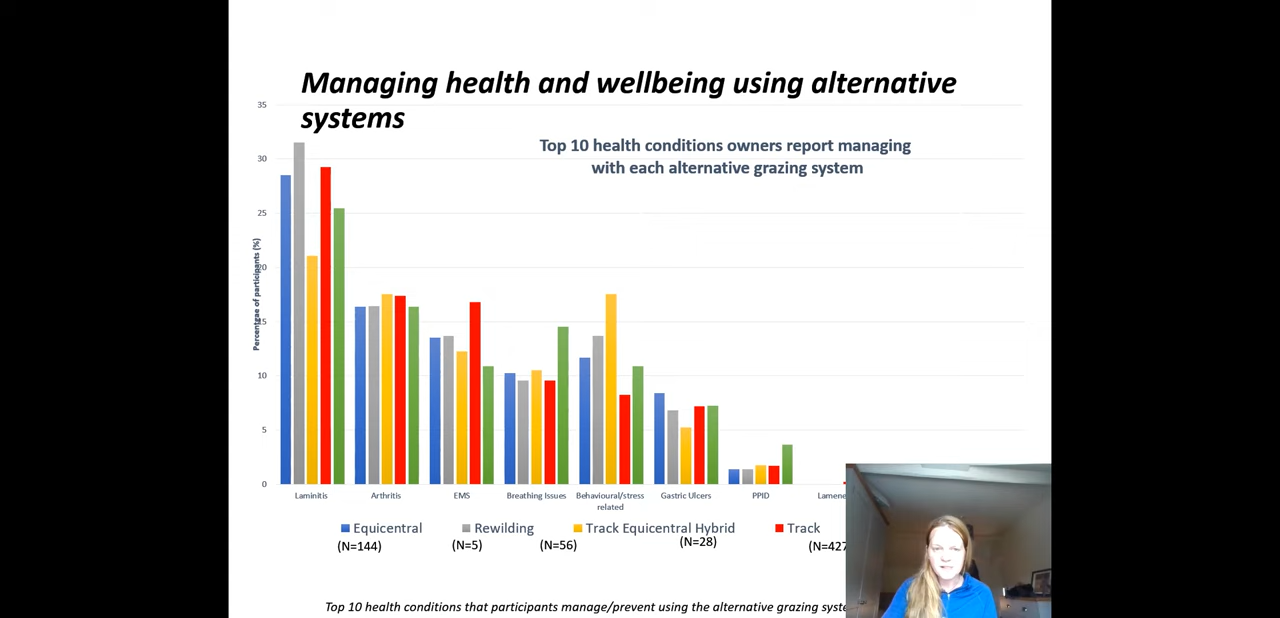 Managing health and wellbeing using alternative
systems
Top 10 health conditions owners report managing
with each alternative grazing system
Percentgae of participants (%)
35
30
25
20
15
10
5
0
Laminitis
Arthritis
EMS
Breathing Issues
Behavioural/stress
related
Gastric Ulcers
PPID
Equicentral
Rewilding
Track Equicentral Hybrid
Track
(N=144)
(N=5)
(N=56)
(N=28)
(N=427
Top 10 health conditions that participants manage/prevent using the alternative grazing